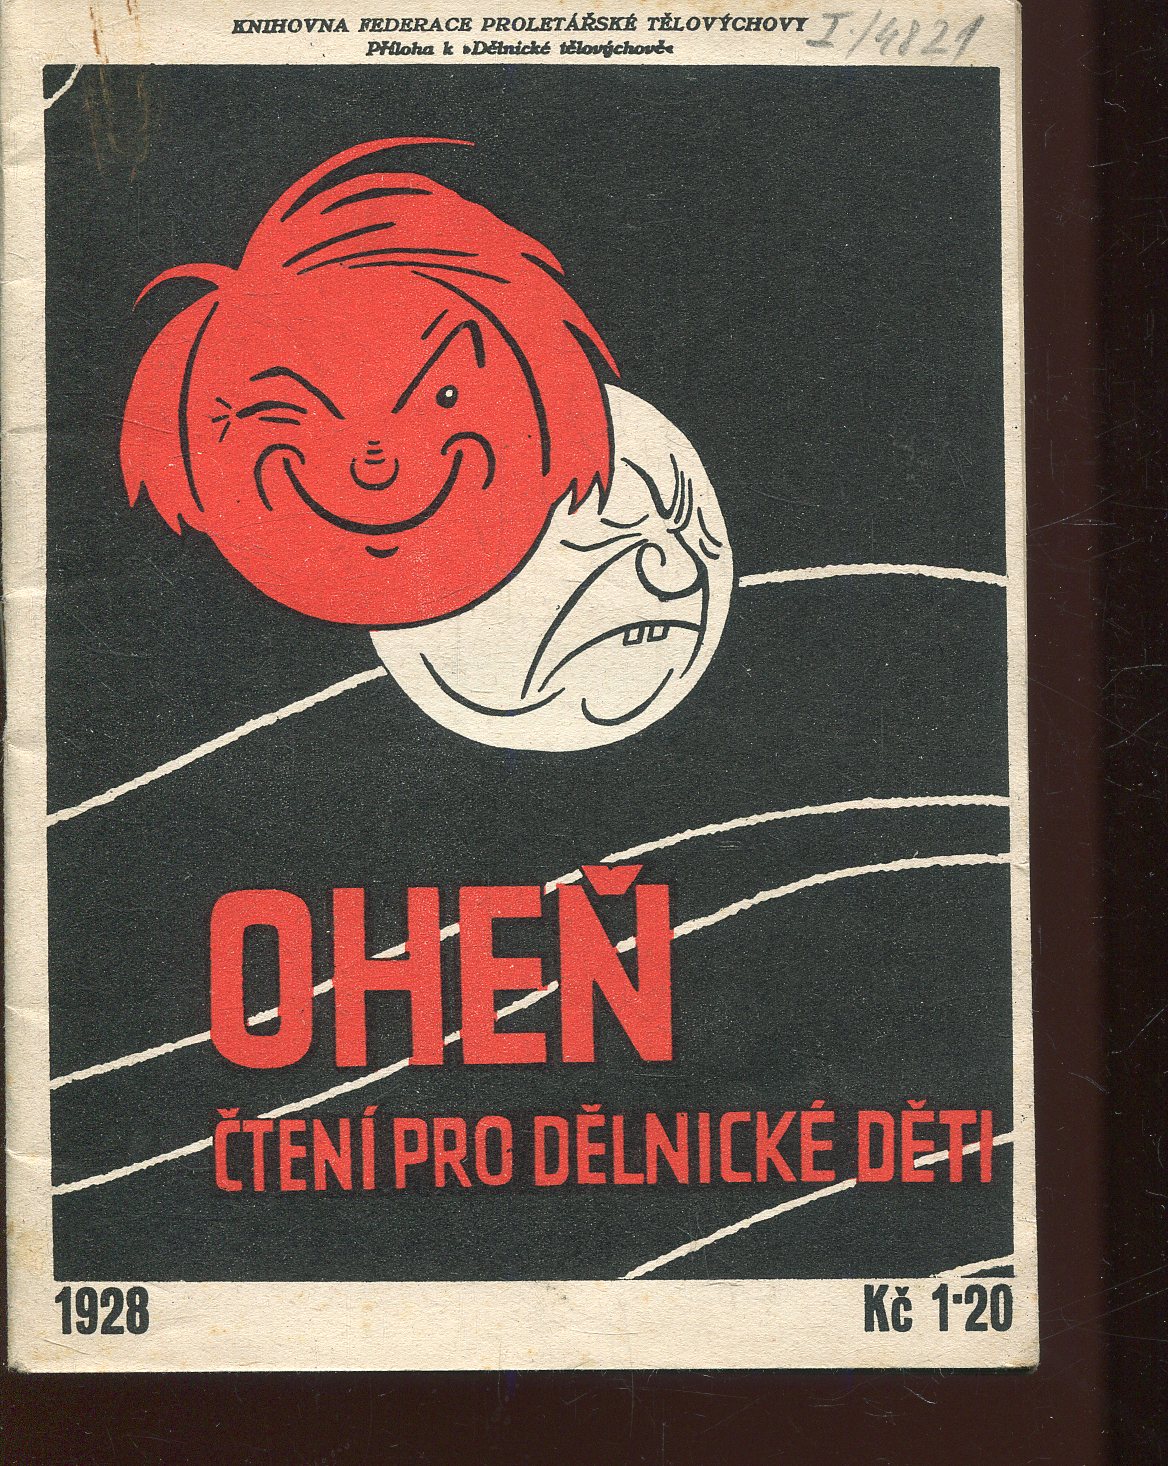 KNIHOVNA FEDERACE PROLETÁŘSKÉ TĚLOVÝCHOVY
Příloha k »Dělnické tělovýchově«
I./4821
OHEŇ
ČTENÍ PRO DĚLNICKÉ DĚTI
1928
Kč 1·20